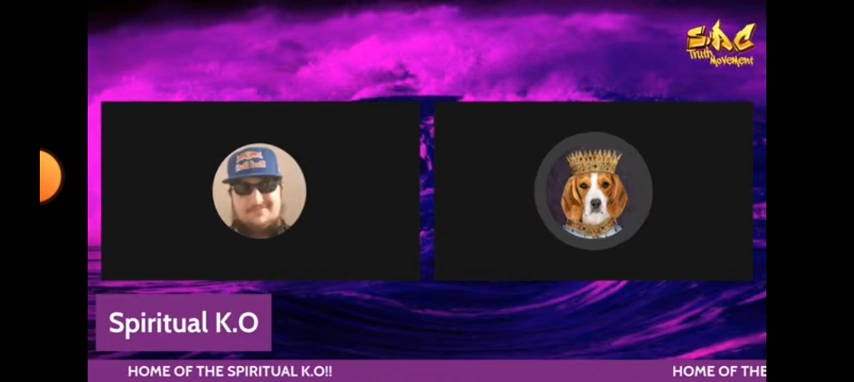 S.A.C
Truth Movement
Spiritual K.O
HOME OF THE SPIRITUAL K.O!!
HOME OF THE